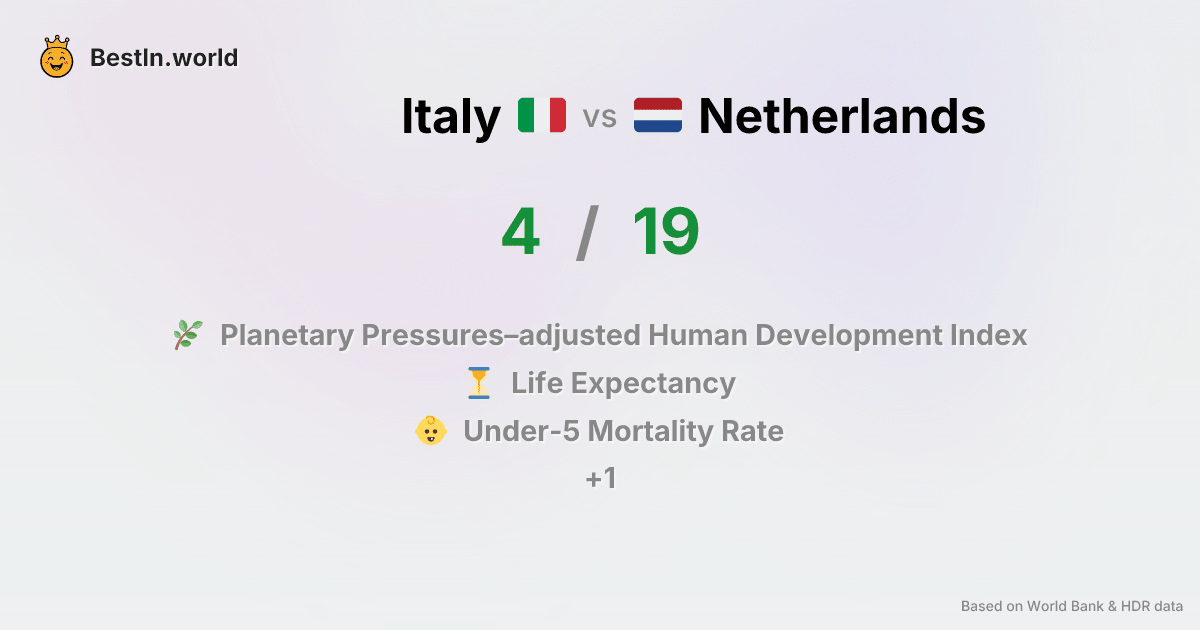 BestIn.world
Italy vs Netherlands
4 / 19
Planetary Pressures–adjusted Human Development Index
Life Expectancy
Under-5 Mortality Rate
+1
Based on World Bank & HDR data